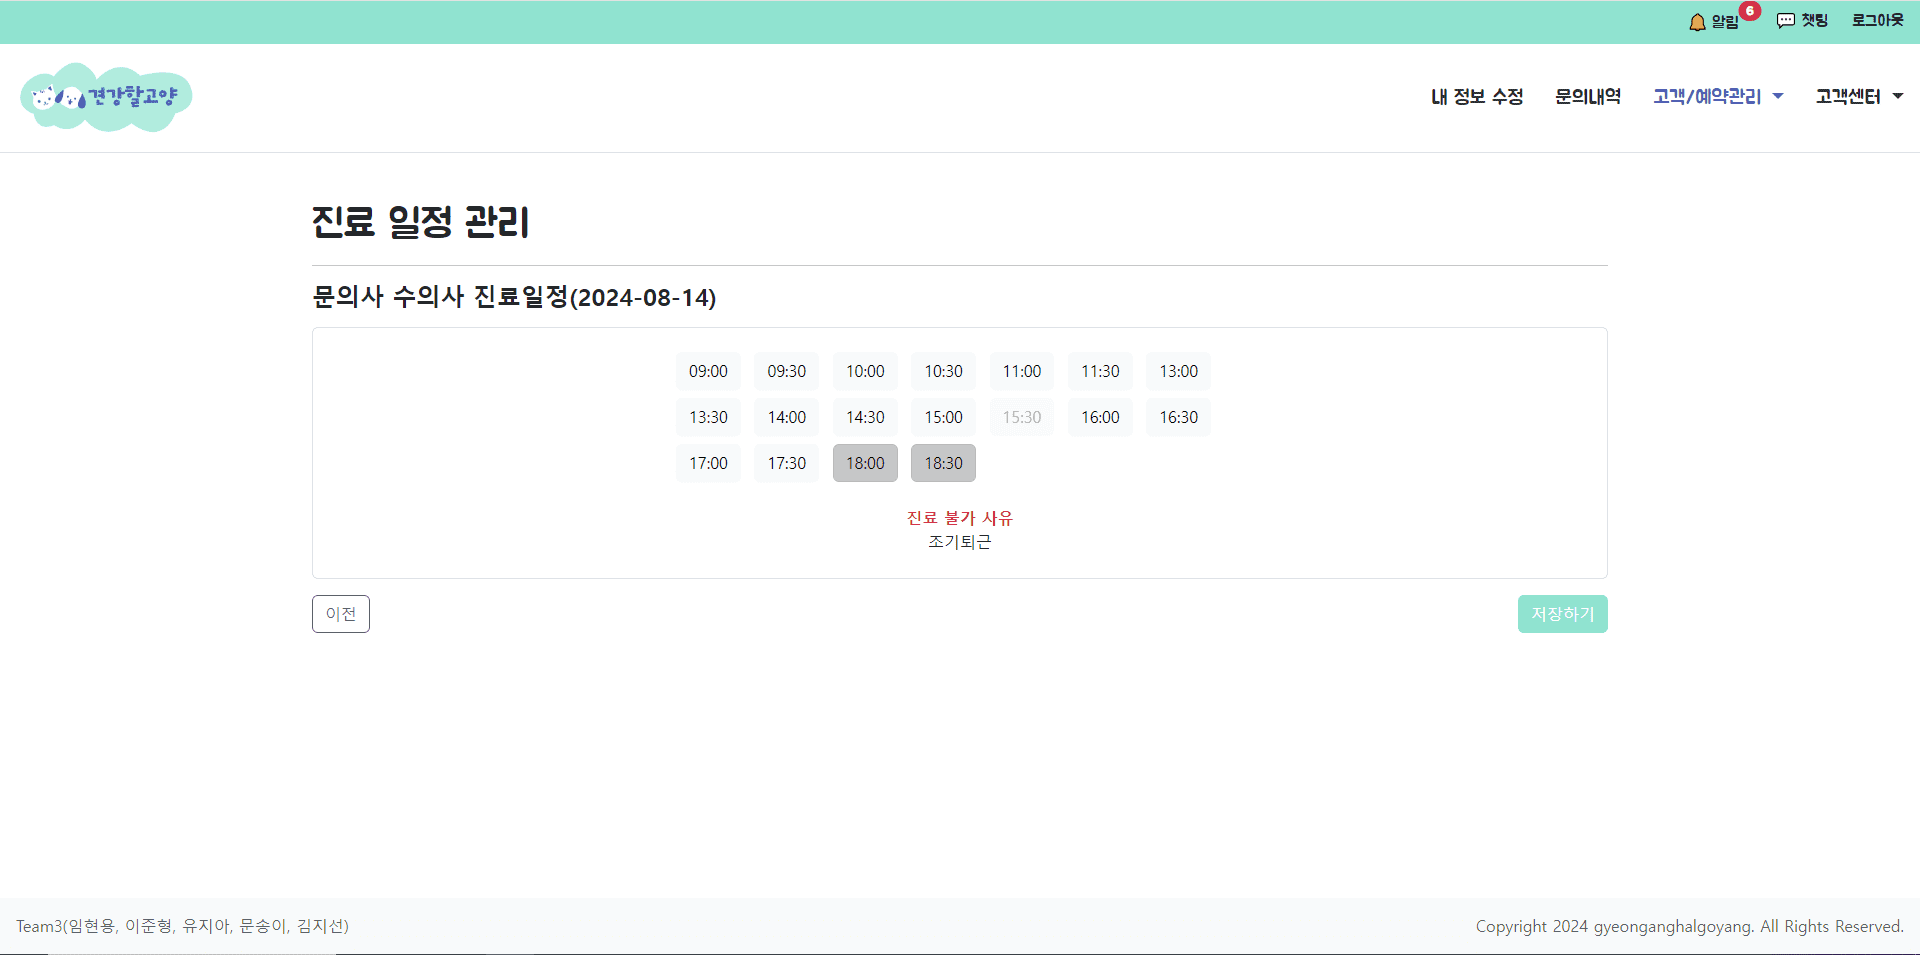 알림 6 챗팅 로그아웃
견강할고양
내 정보 수정 문의내역 고객/예약관리 고객센터
진료 일정 관리
문의사 수의사 진료일정(2024-08-14)
09:00 09:30 10:00 10:30 11:00 11:30 13:00
13:30 14:00 14:30 15:00 15:30 16:00 16:30
17:00 17:30 18:00 18:30
진료 불가 사유
조기퇴근
이전 저장하기
Team3(임현용, 이준형, 유지아, 문송이, 김지선) Copyright 2024 gyeonganghalgoyang. All Rights Reserved.